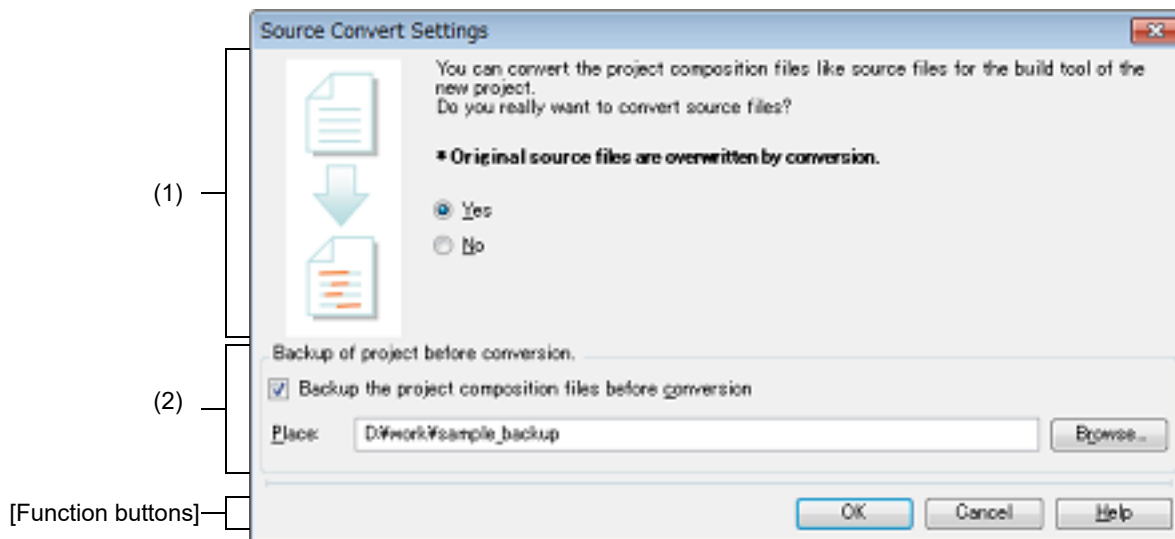 Source Convert Settings
You can convert the project composition files like source files for the build tool of the
new project.
Do you really want to convert source files?
* Original source files are overwritten by conversion.
Yes
No
(1)
Backup of project before conversion.
Backup the project composition files before conversion
(2)
Place:
D:¥work¥sample_backup
Browse...
[Function buttons]
OK
Cancel
Help